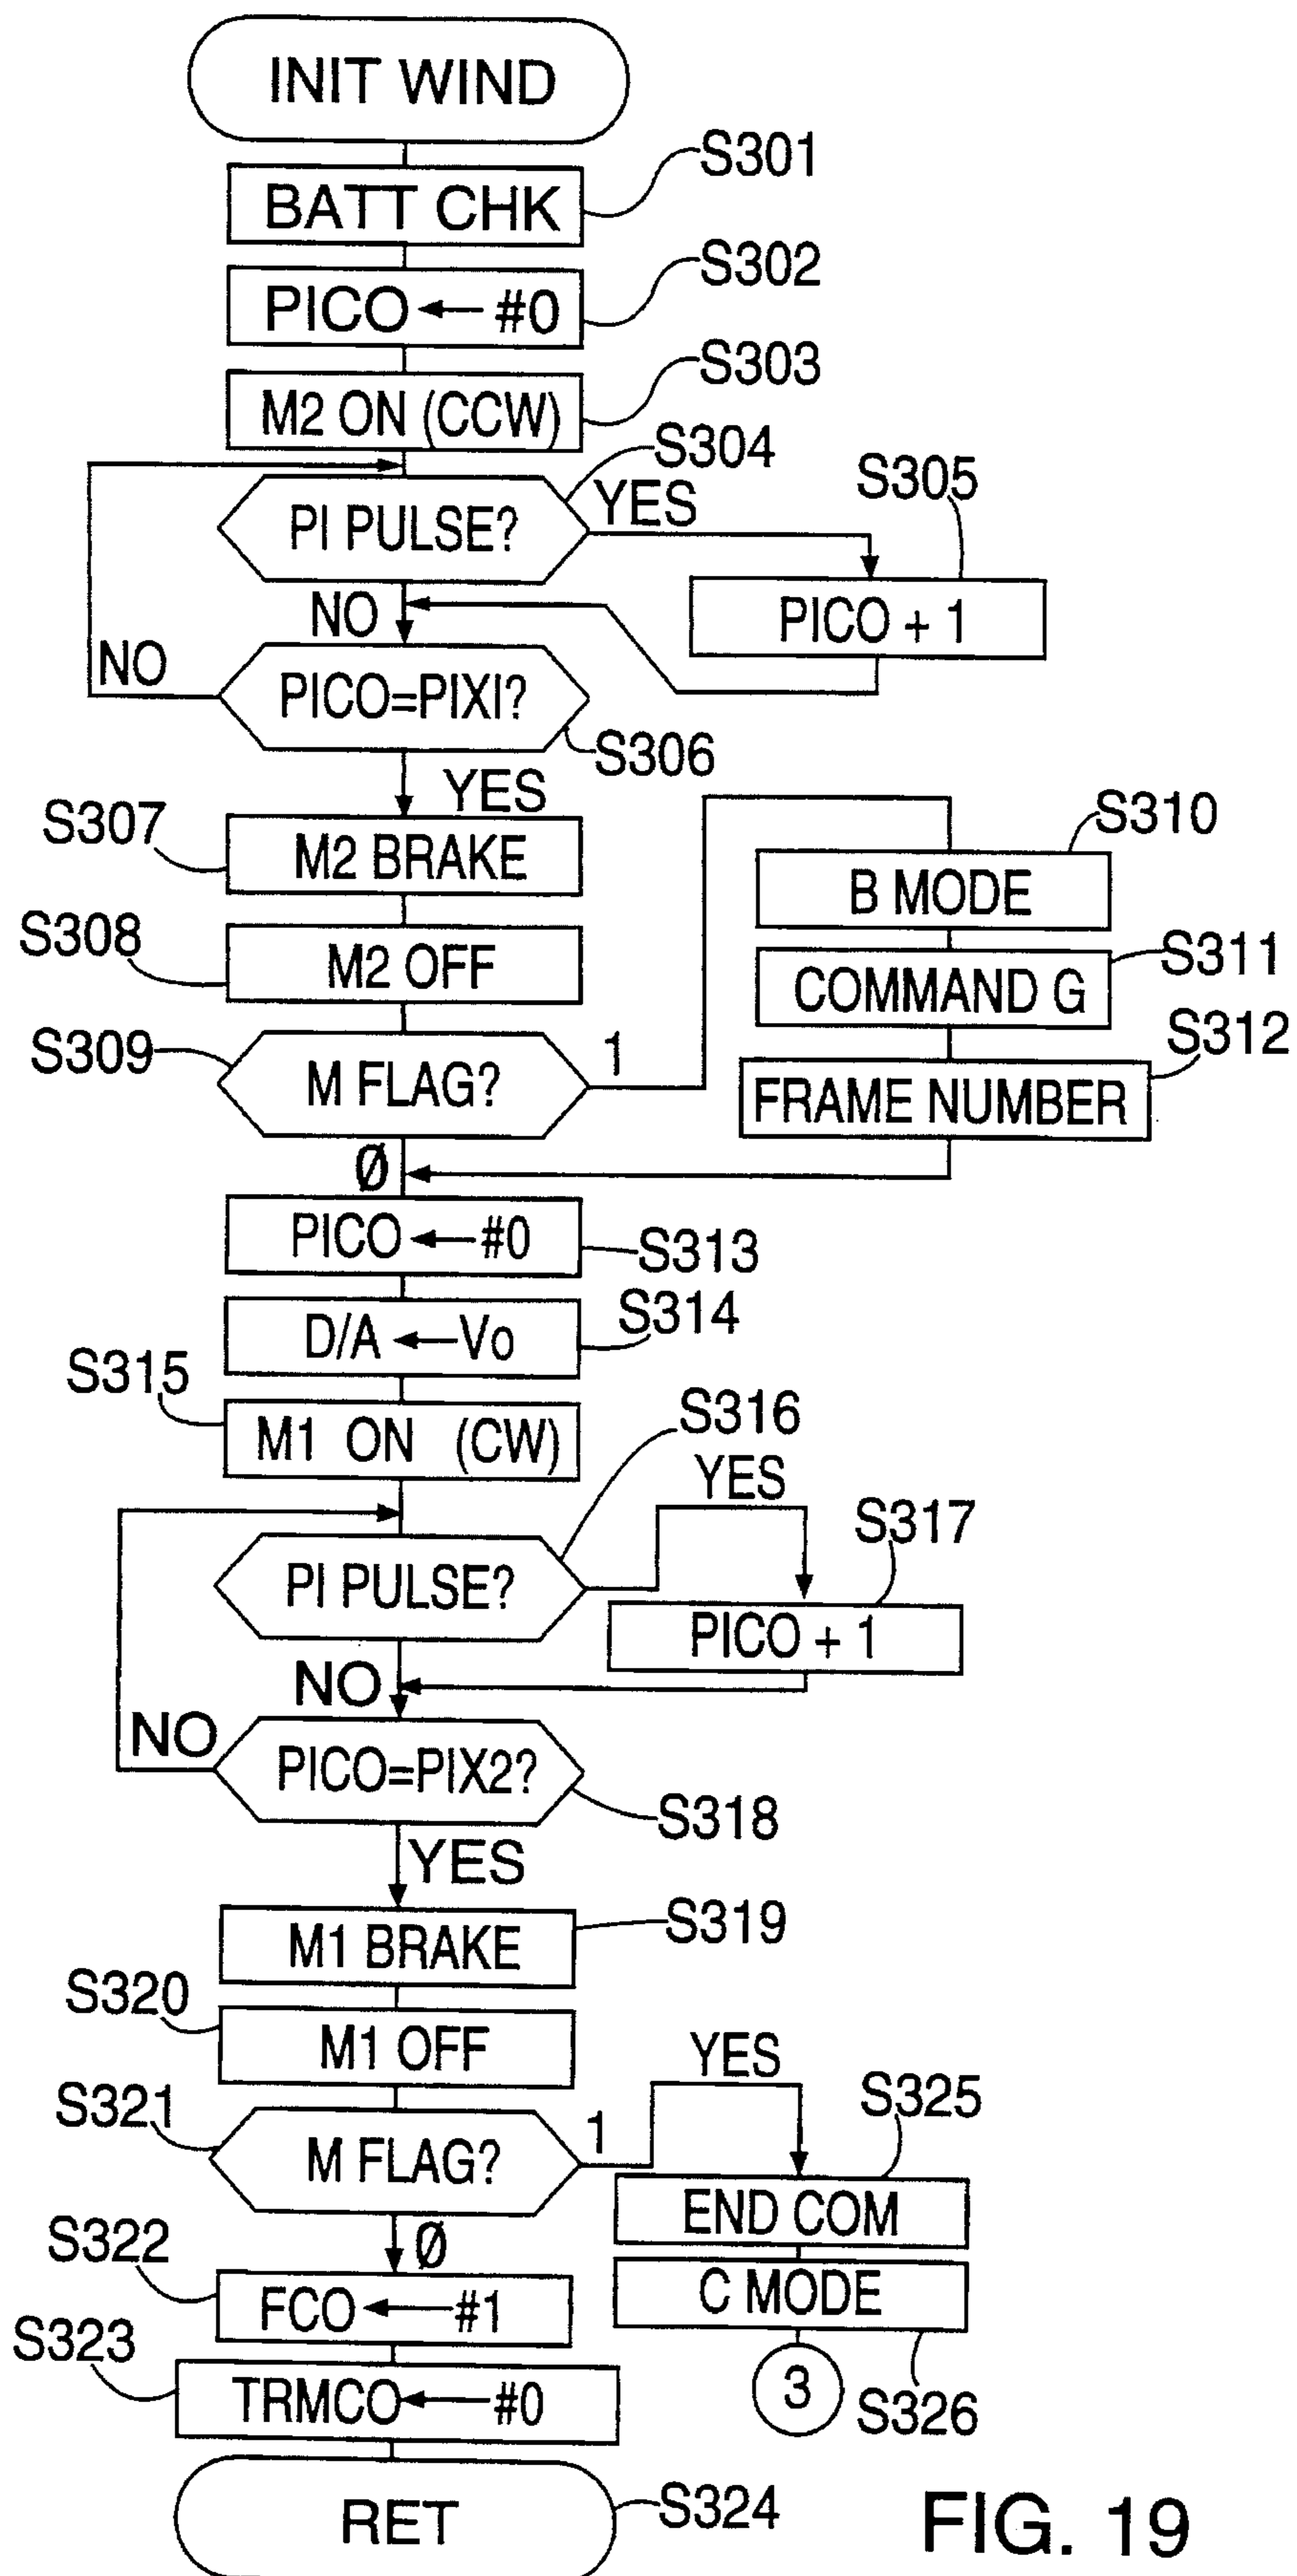 INIT WIND
S301
BATT CHK
S302
PICO ← #0
S303
M2 ON (CCW)
S304
PI PULSE?
YES
S305
PICO + 1
NO
NO
PICO=PIXI?
S306
YES
S307
M2 BRAKE
S310
B MODE
S308
M2 OFF
S311
COMMAND G
S309
M FLAG?
1
S312
FRAME NUMBER
Ø
PICO ← #0
S313
D/A ← Vo
S314
S315
M1 ON (CW)
S316
PI PULSE?
YES
S317
PICO + 1
NO
NO
PICO=PIX2?
S318
YES
M1 BRAKE
S319
S320
M1 OFF
S321
M FLAG?
1
YES
S325
END COM
Ø
S322
FCO ← #1
C MODE
S323
TRMCO ← #0
3
S326
RET
S324
FIG. 19